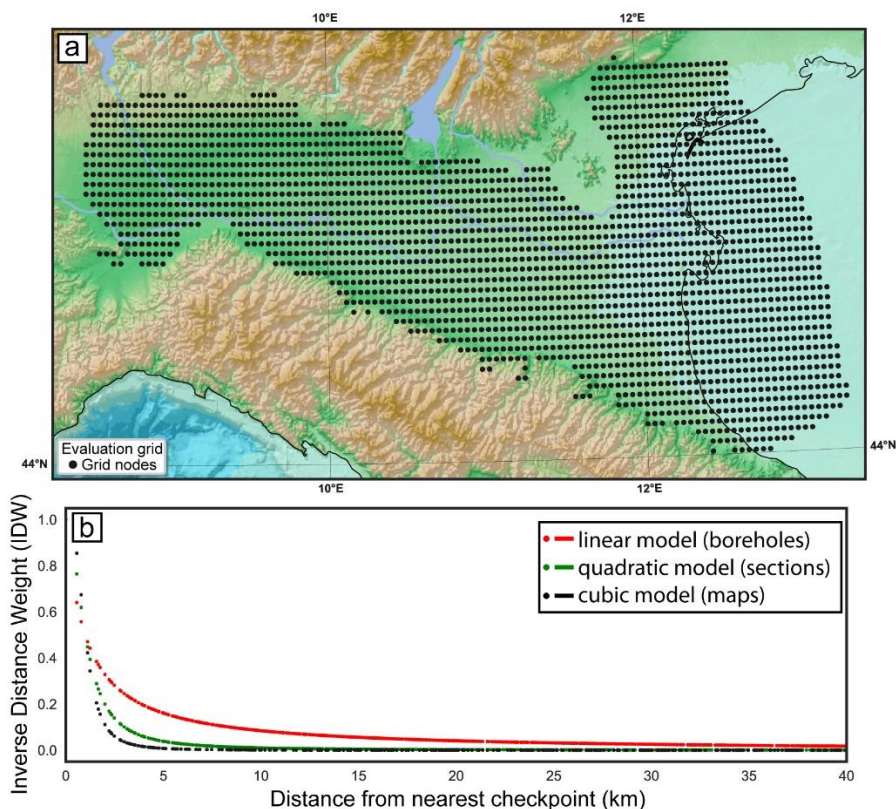 10°E 12°E
a
Evaluation grid
Grid nodes
44°N 44°N
10°E 12°E
b
Inverse Distance Weight (IDW)
1.0
0.8
0.6
0.4
0.2
0.0
linear model (boreholes)
quadratic model (sections)
cubic model (maps)
0 5 10 15 20 25 30 35 40
Distance from nearest checkpoint (km)